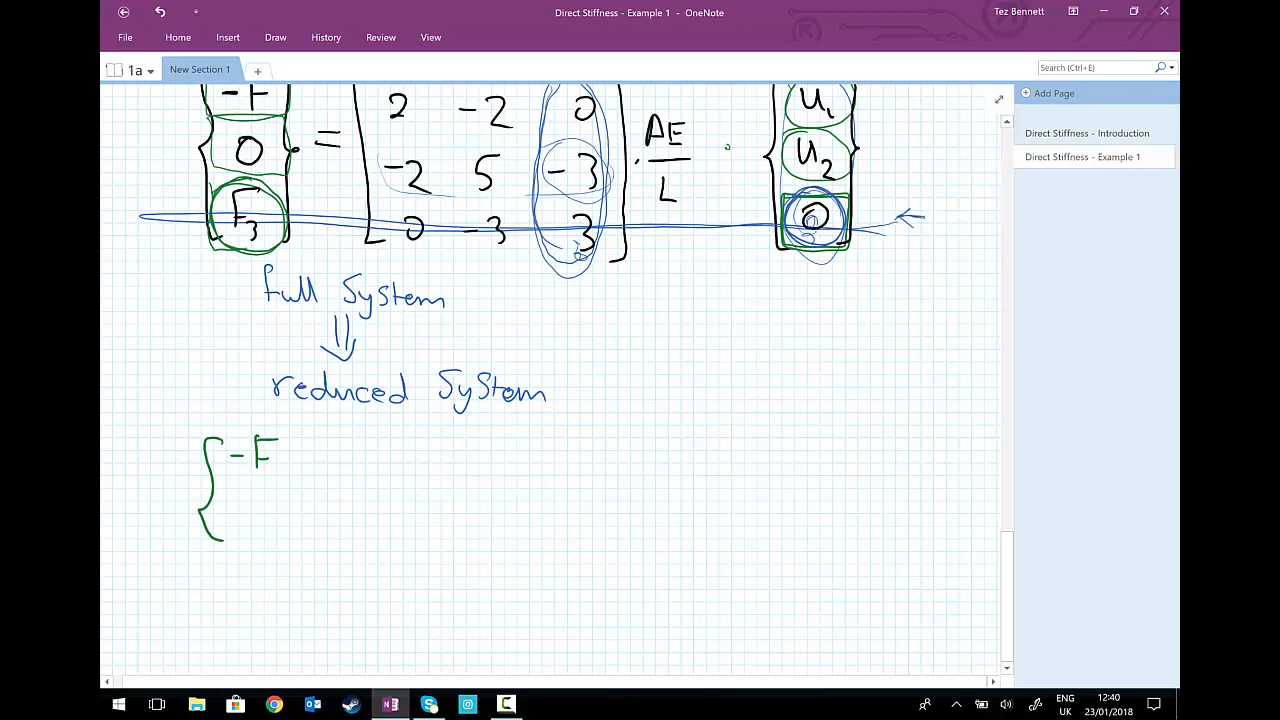 Direct Stiffness - Example 1 - OneNote
Tez Bennett
File Home Insert Draw History Review View
1a New Section 1 +
Search (Ctrl+E)
Add Page
Direct Stiffness - Introduction
Direct Stiffness - Example 1
-F 2 -2 0 u1
0 = -2 5 -3 . AE/L . u2
F3 0 -3 3 0
full System
⇓
reduced System
{ -F
ENG 12:40
UK 23/01/2018